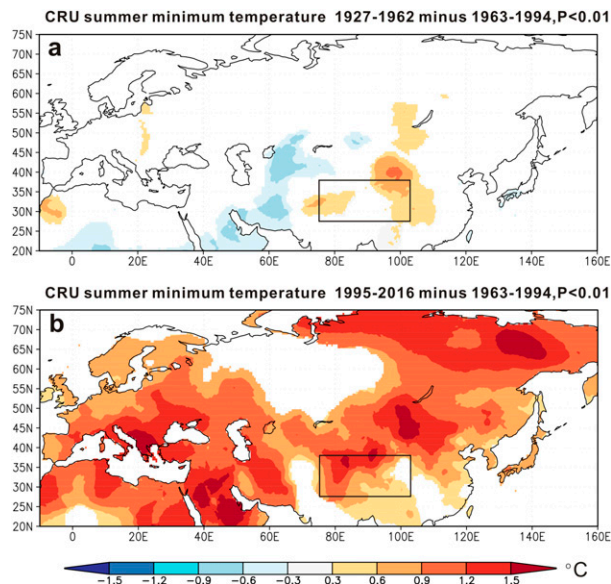 CRU summer minimum temperature 1927-1962 minus 1963-1994,P<0.01
a
75N
70N
65N
60N
55N
50N
45N
40N
35N
30N
25N
20N
0 20E 40E 60E 80E 100E 120E 140E 160E
CRU summer minimum temperature 1995-2016 minus 1963-1994,P<0.01
b
75N
70N
65N
60N
55N
50N
45N
40N
35N
30N
25N
20N
0 20E 40E 60E 80E 100E 120E 140E 160E
-1.5 -1.2 -0.9 -0.6 -0.3 0.3 0.6 0.9 1.2 1.5 °C